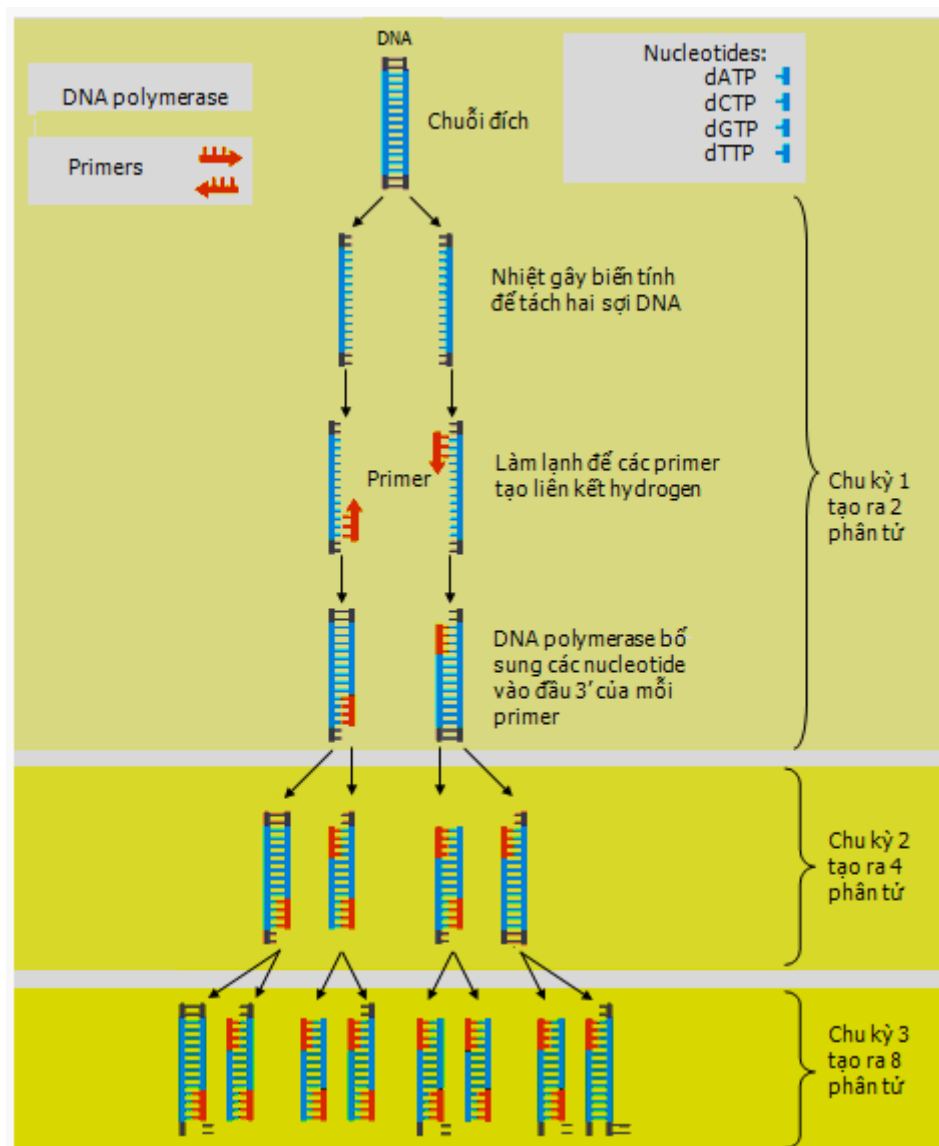 DNA
DNA polymerase
Primers
Chuỗi đích
Nucleotides:
dATP
dCTP
dGTP
dTTP
Nhiệt gây biến tính
để tách hai sợi DNA
Primer
Làm lạnh để các primer
tạo liên kết hydrogen
Chu kỳ 1
tạo ra 2
phân tử
DNA polymerase bổ
sung các nucleotide
vào đầu 3’ của mỗi
primer
Chu kỳ 2
tạo ra 4
phân tử
Chu kỳ 3
tạo ra 8
phân tử